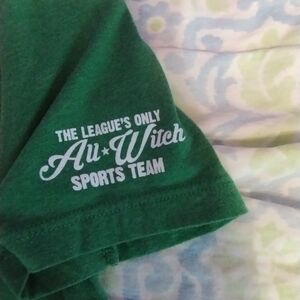 THE LEAGUE'S ONLY
All★Witch
SPORTS TEAM